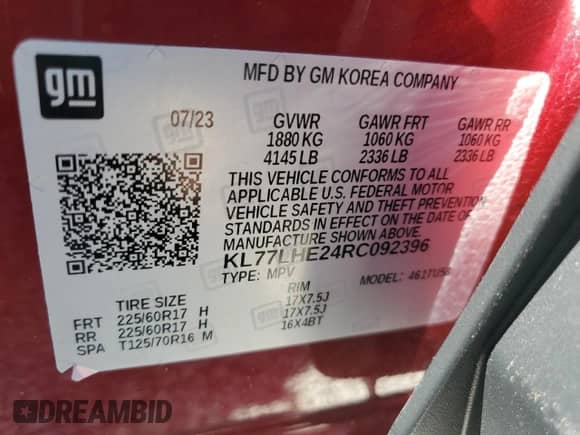 gm
MFD BY GM KOREA COMPANY
07/23 GVWR GAWR FRT GAWR RR
1880 KG 1060 KG 1060 KG
4145 LB 2336 LB 2336 LB
THIS VEHICLE CONFORMS TO ALL
APPLICABLE U.S. FEDERAL MOTOR
VEHICLE SAFETY AND THEFT PREVENTION
STANDARDS IN EFFECT ON THE DATE OF
KL77LHE24RC092396
TYPE: MPV MODEL:
TIRE SIZE RIM
FRT 225/60R17 H 17X7.5J
RR 225/60R17 H 17X7.5J
SPA T125/70R16 M 16X4BT
DREAMBID